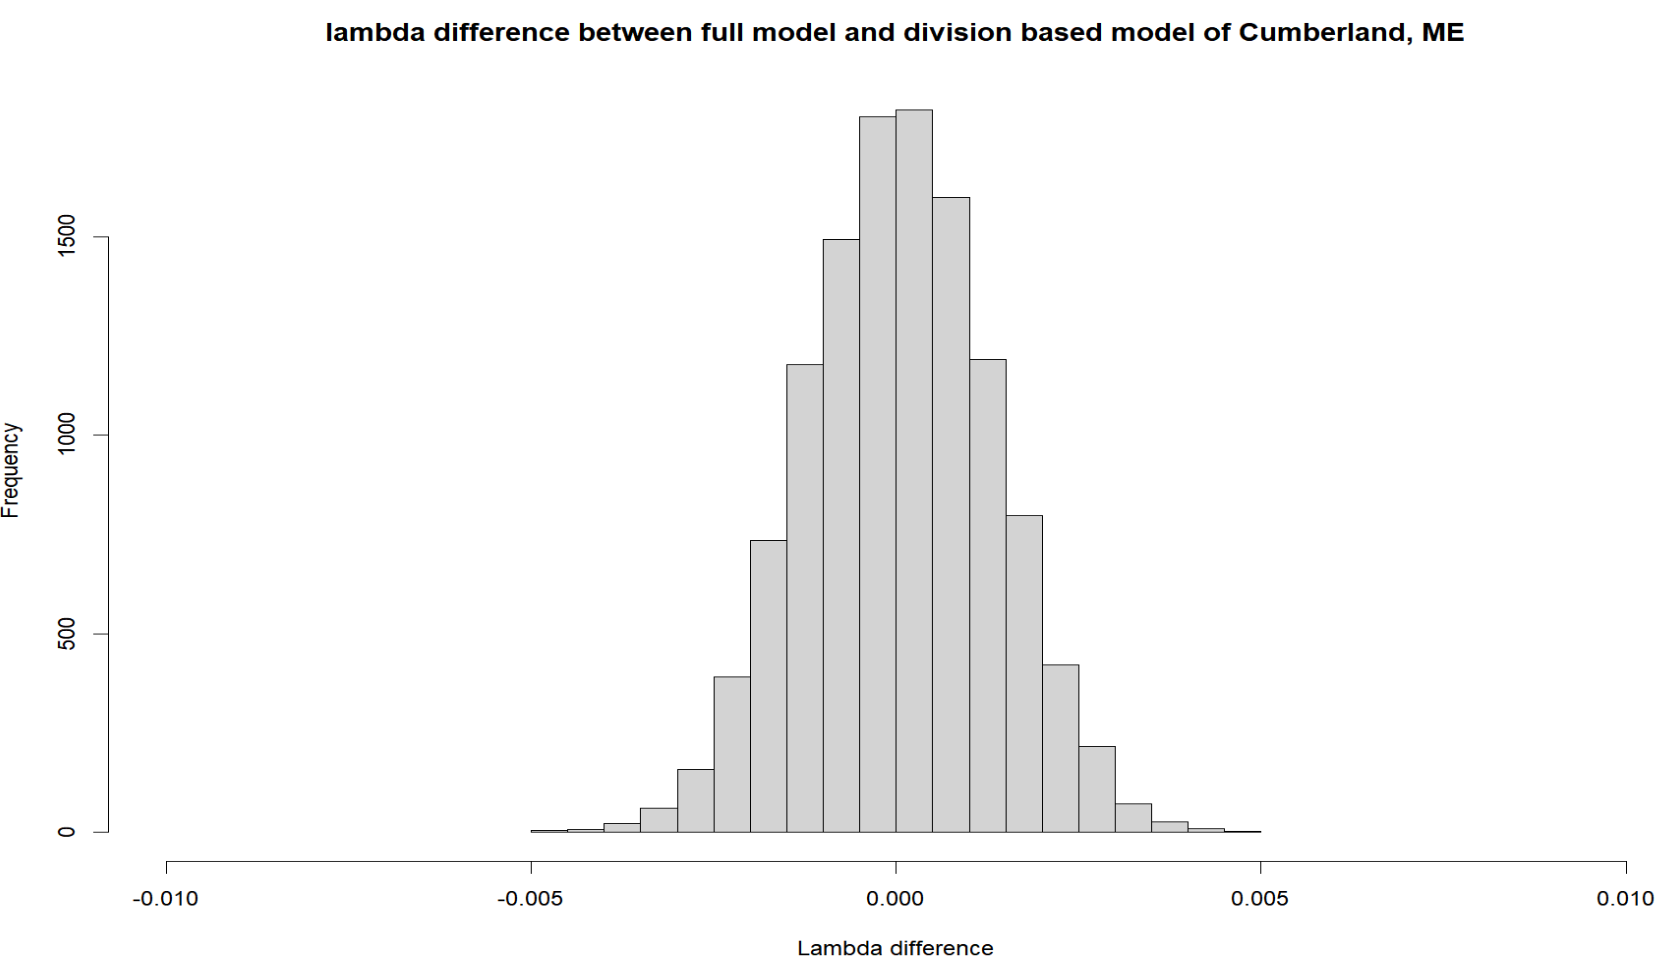 lambda difference between full model and division based model of Cumberland, ME
Frequency
1500
1000
500
0
-0.010 -0.005 0.000 0.005 0.010
Lambda difference